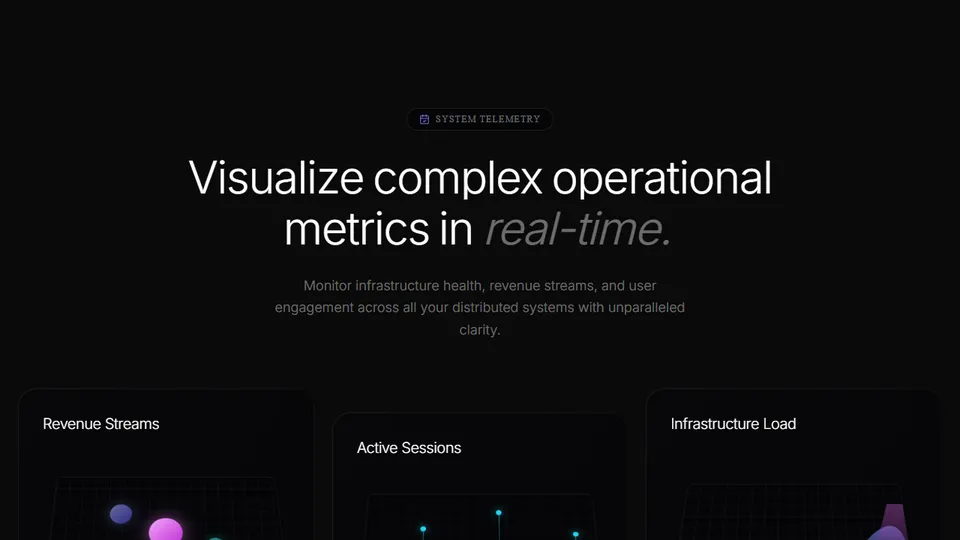 SYSTEM TELEMETRY
Visualize complex operational
metrics in real-time.
Monitor infrastructure health, revenue streams, and user
engagement across all your distributed systems with unparalleled
clarity.
Revenue Streams
Active Sessions
Infrastructure Load